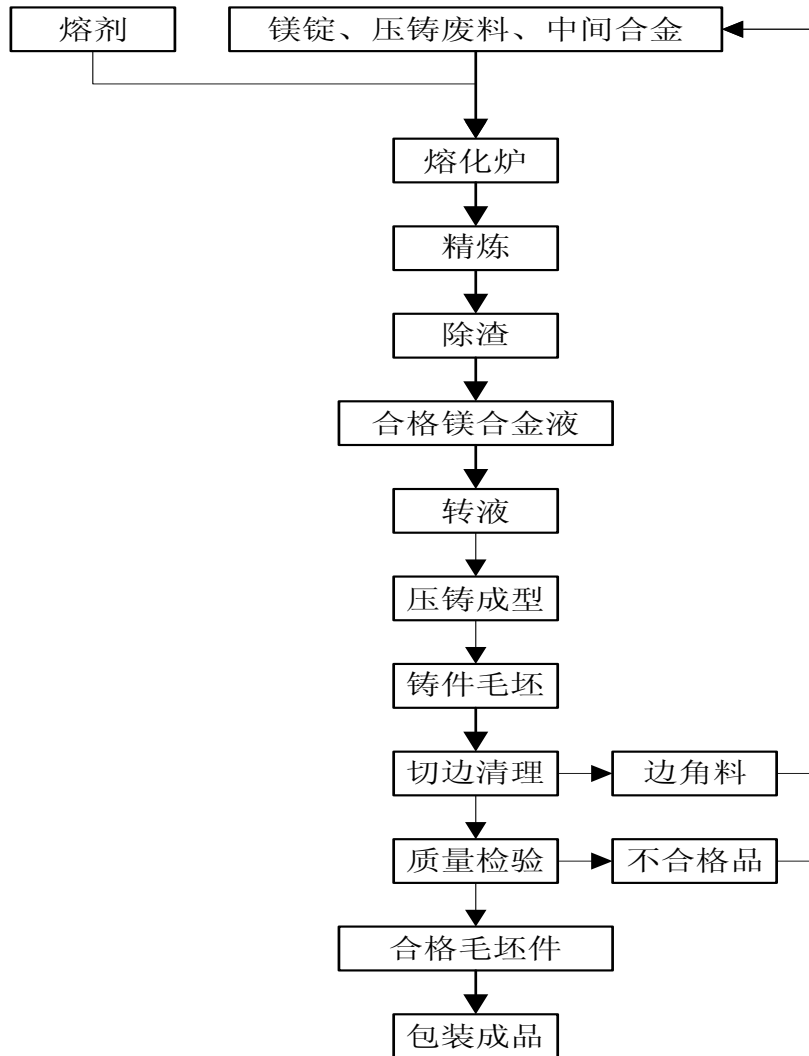 熔剂
镁锭、压铸废料、中间合金
熔化炉
精炼
除渣
合格镁合金液
转液
压铸成型
铸件毛坯
切边清理
边角料
质量检验
不合格品
合格毛坯件
包装成品